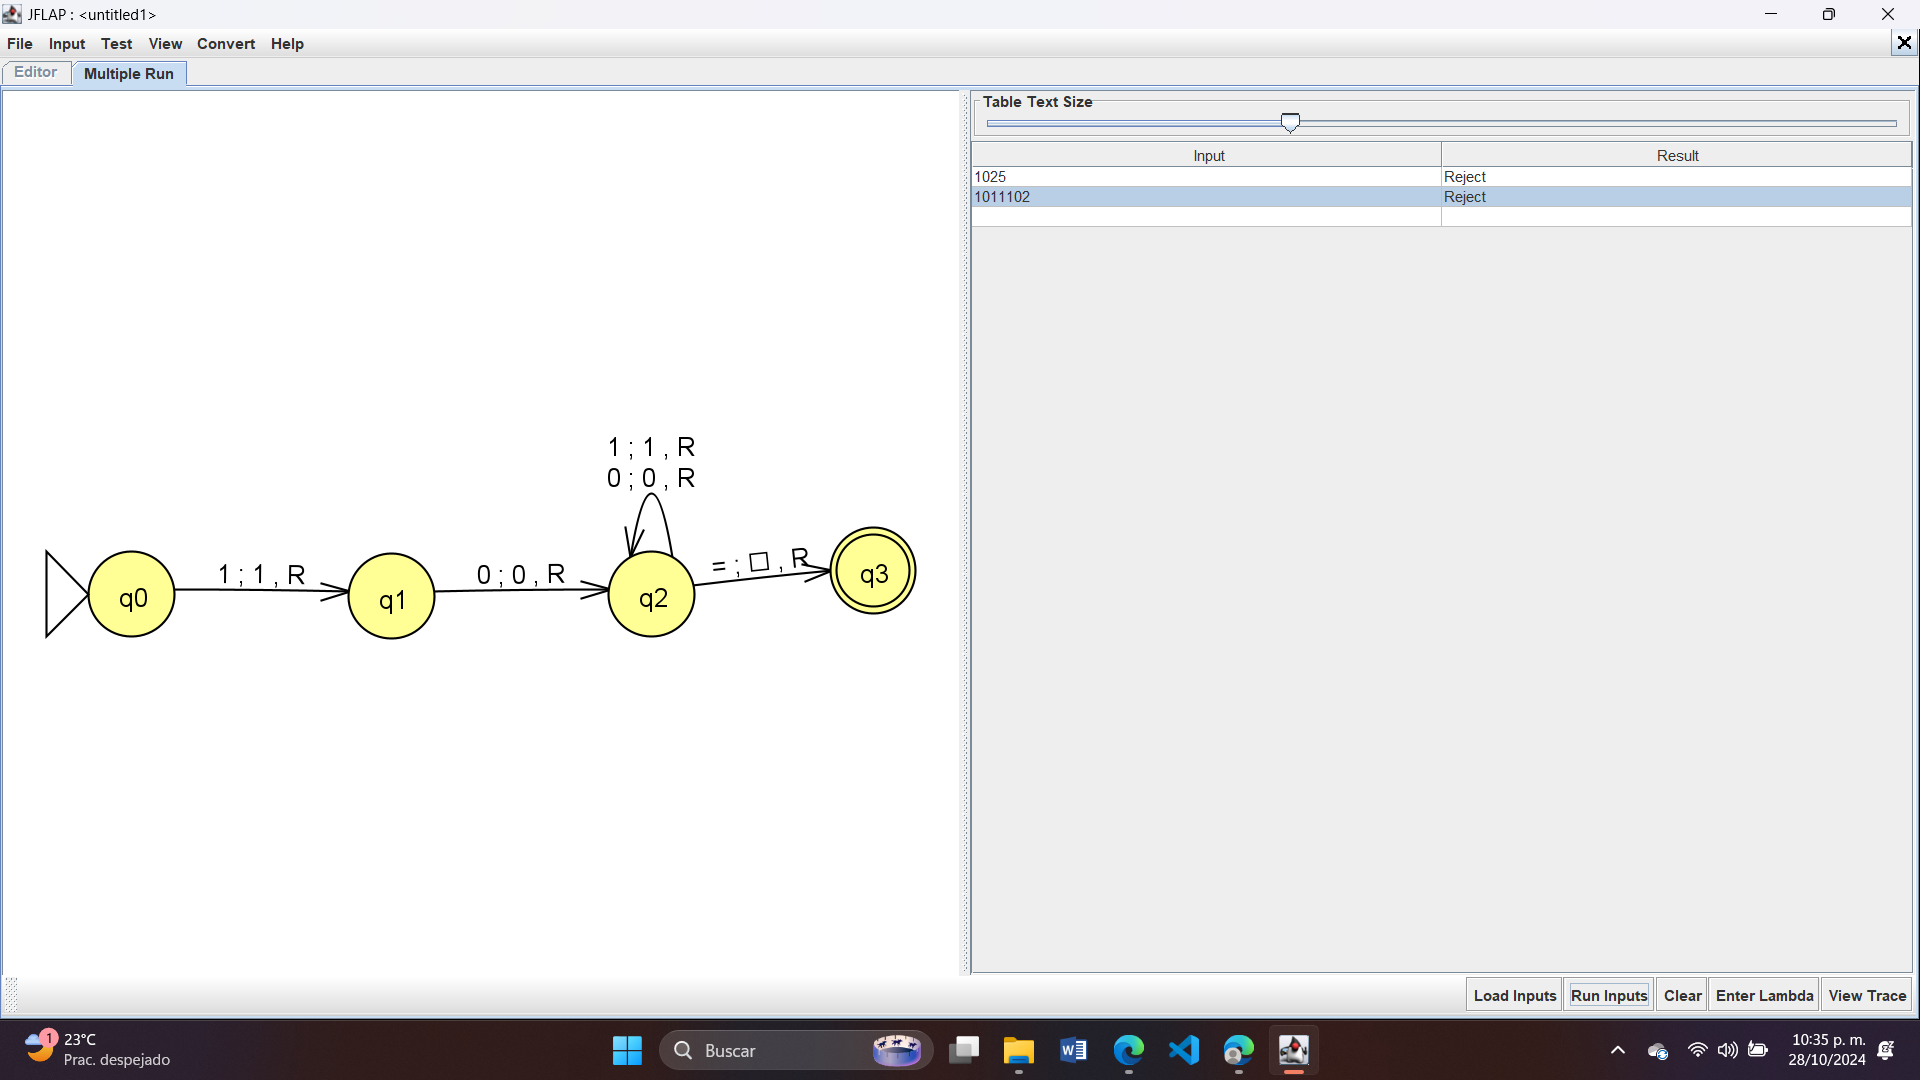 JFLAP : <untitled1>
File Input Test View Convert Help
Editor Multiple Run
Table Text Size
Input Result
1025 Reject
1011102 Reject
1 ; 1 , R
0 ; 0 , R
q0
1 ; 1 , R
q1
0 ; 0 , R
q2
= ; □ , R
q3
Load Inputs Run Inputs Clear Enter Lambda View Trace
1
23°C
Prac. despejado
Buscar
10:35 p. m.
28/10/2024